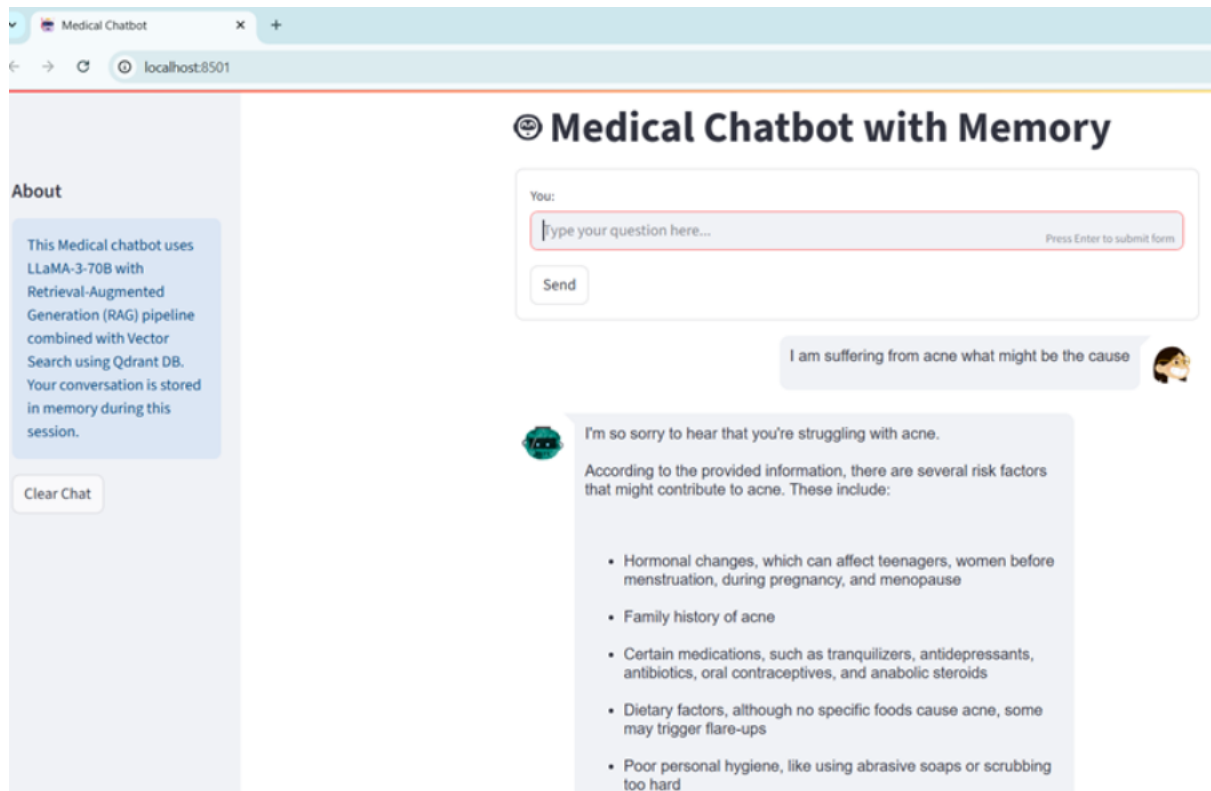 Medical Chatbot
localhost:8501
Medical Chatbot with Memory
About
This Medical chatbot uses
LLaMA-3-70B with
Retrieval-Augmented
Generation (RAG) pipeline
combined with Vector
Search using Qdrant DB.
Your conversation is stored
in memory during this
session.
Clear Chat
You:
Type your question here...
Press Enter to submit form
Send
I am suffering from acne what might be the cause
I'm so sorry to hear that you're struggling with acne.
According to the provided information, there are several risk factors
that might contribute to acne. These include:
• Hormonal changes, which can affect teenagers, women before
menstruation, during pregnancy, and menopause
• Family history of acne
• Certain medications, such as tranquilizers, antidepressants,
antibiotics, oral contraceptives, and anabolic steroids
• Dietary factors, although no specific foods cause acne, some
may trigger flare-ups
• Poor personal hygiene, like using abrasive soaps or scrubbing
too hard